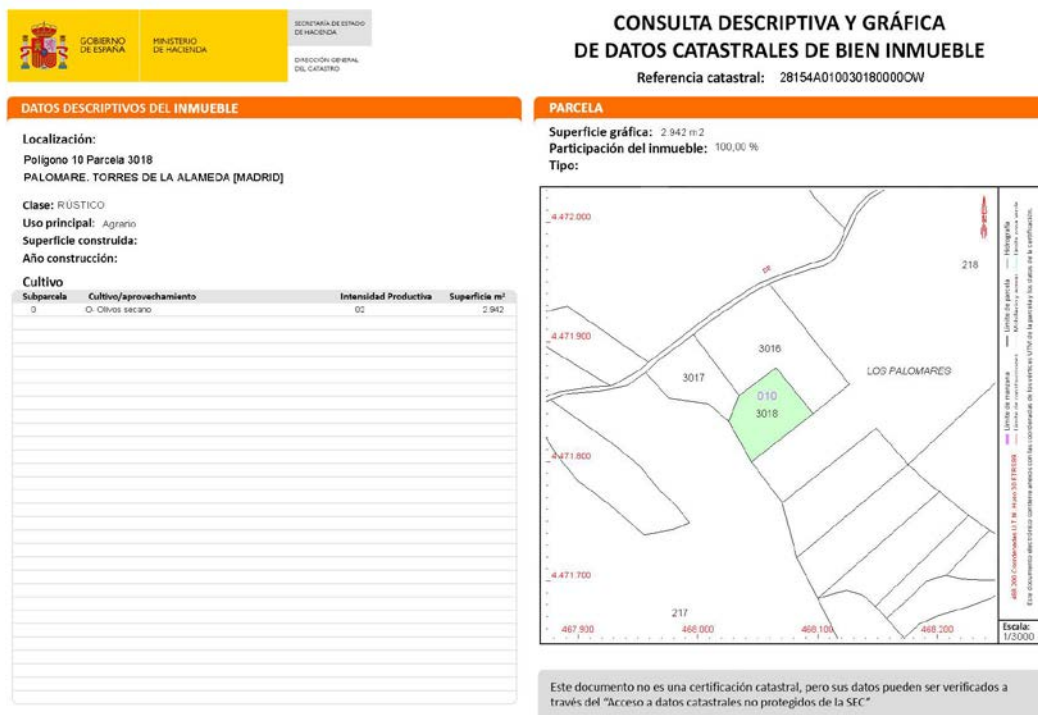 GOBIERNO
DE ESPAÑA
MINISTERIO
DE HACIENDA
SECRETARÍA DE ESTADO
DE HACIENDA
DIRECCIÓN GENERAL
DEL CATASTRO
CONSULTA DESCRIPTIVA Y GRÁFICA
DE DATOS CATASTRALES DE BIEN INMUEBLE
Referencia catastral: 28154A010030180000OW
DATOS DESCRIPTIVOS DEL INMUEBLE
Localización:
Polígono 10 Parcela 3018
PALOMARE. TORRES DE LA ALAMEDA [MADRID]
Clase: RÚSTICO
Uso principal: Agrario
Superficie construida:
Año construcción:
Cultivo
Subparcela Cultivo/aprovechamiento Intensidad Productiva Superficie m²
0 O- Olivos secano 02 2.942
PARCELA
Superficie gráfica: 2.942 m2
Participación del inmueble: 100,00 %
Tipo:
4.472.000
218
4.471.900
3016
LOS PALOMARES
3017
010
3018
4.471.800
4.471.700
217
467.900 468.000 468.100 468.200
Límite de manzana Límite de parcela Hidrografía
Escala:
1/3000
Este documento no es una certificación catastral, pero sus datos pueden ser verificados a
través del "Acceso a datos catastrales no protegidos de la SEC"